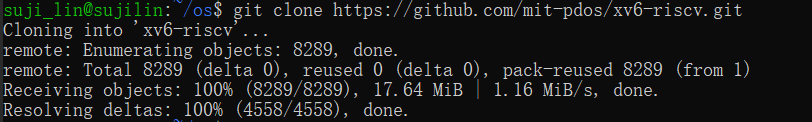 suji_lin@sujilin:~/os$ git clone https://github.com/mit-pdos/xv6-riscv.git
Cloning into 'xv6-riscv'...
remote: Enumerating objects: 8289, done.
remote: Total 8289 (delta 0), reused 0 (delta 0), pack-reused 8289 (from 1)
Receiving objects: 100% (8289/8289), 17.64 MiB | 1.16 MiB/s, done.
Resolving deltas: 100% (4558/4558), done.